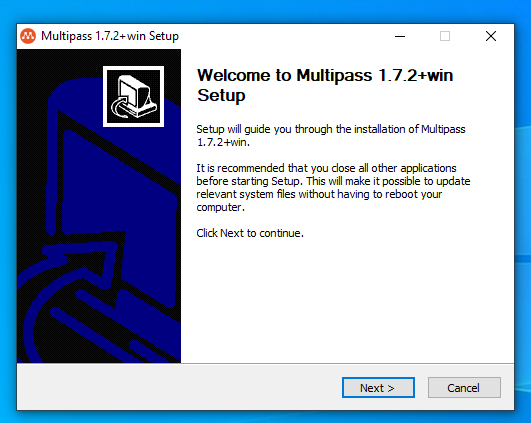 Multipass 1.7.2+win Setup
Welcome to Multipass 1.7.2+win
Setup
Setup will guide you through the installation of Multipass
1.7.2+win.
It is recommended that you close all other applications
before starting Setup. This will make it possible to update
relevant system files without having to reboot your
computer.
Click Next to continue.
Next >
Cancel